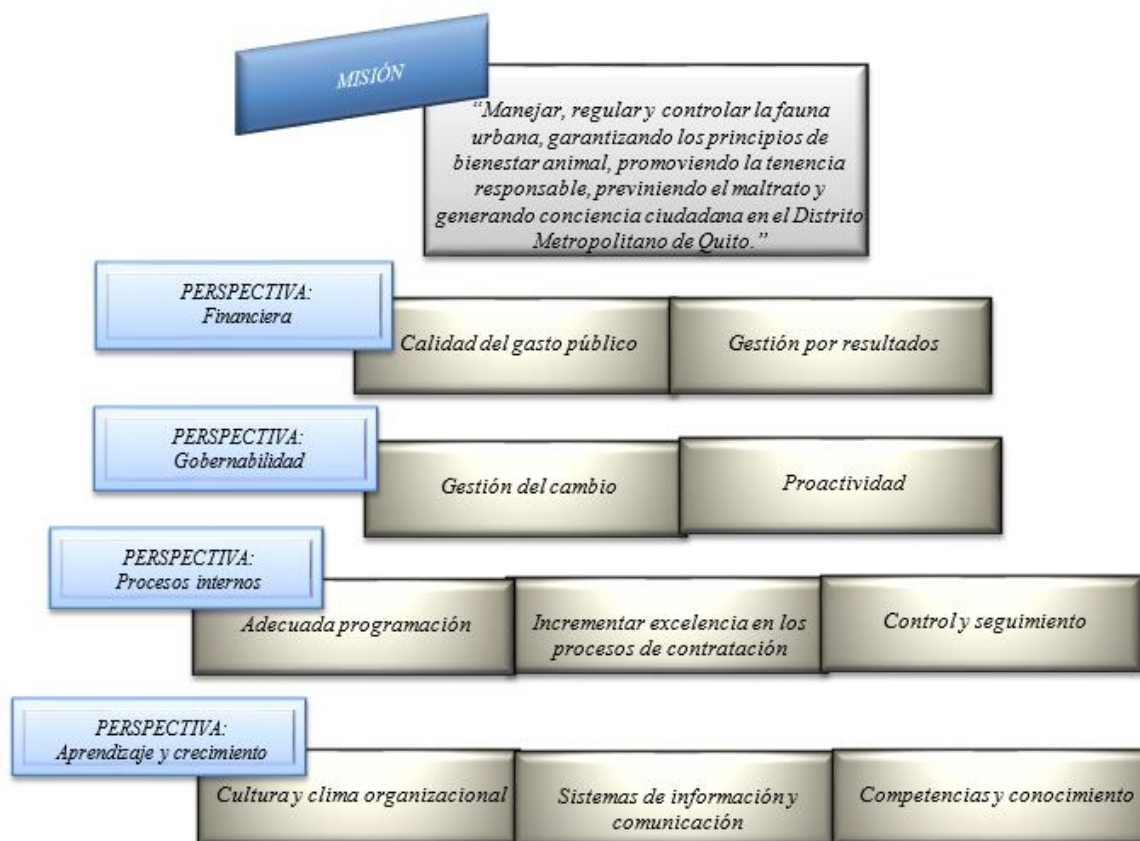 MISIÓN
“Manejar, regular y controlar la fauna
urbana, garantizando los principios de
bienestar animal, promoviendo la tenencia
responsable, previniendo el maltrato y
generando conciencia ciudadana en el Distrito
Metropolitano de Quito.”
PERSPECTIVA:
Financiera
Calidad del gasto público
Gestión por resultados
PERSPECTIVA:
Gobernabilidad
Gestión del cambio
Proactividad
PERSPECTIVA:
Procesos internos
Adecuada programación
Incrementar excelencia en los
procesos de contratación
Control y seguimiento
PERSPECTIVA:
Aprendizaje y crecimiento
Cultura y clima organizacional
Sistemas de información y
comunicación
Competencias y conocimiento